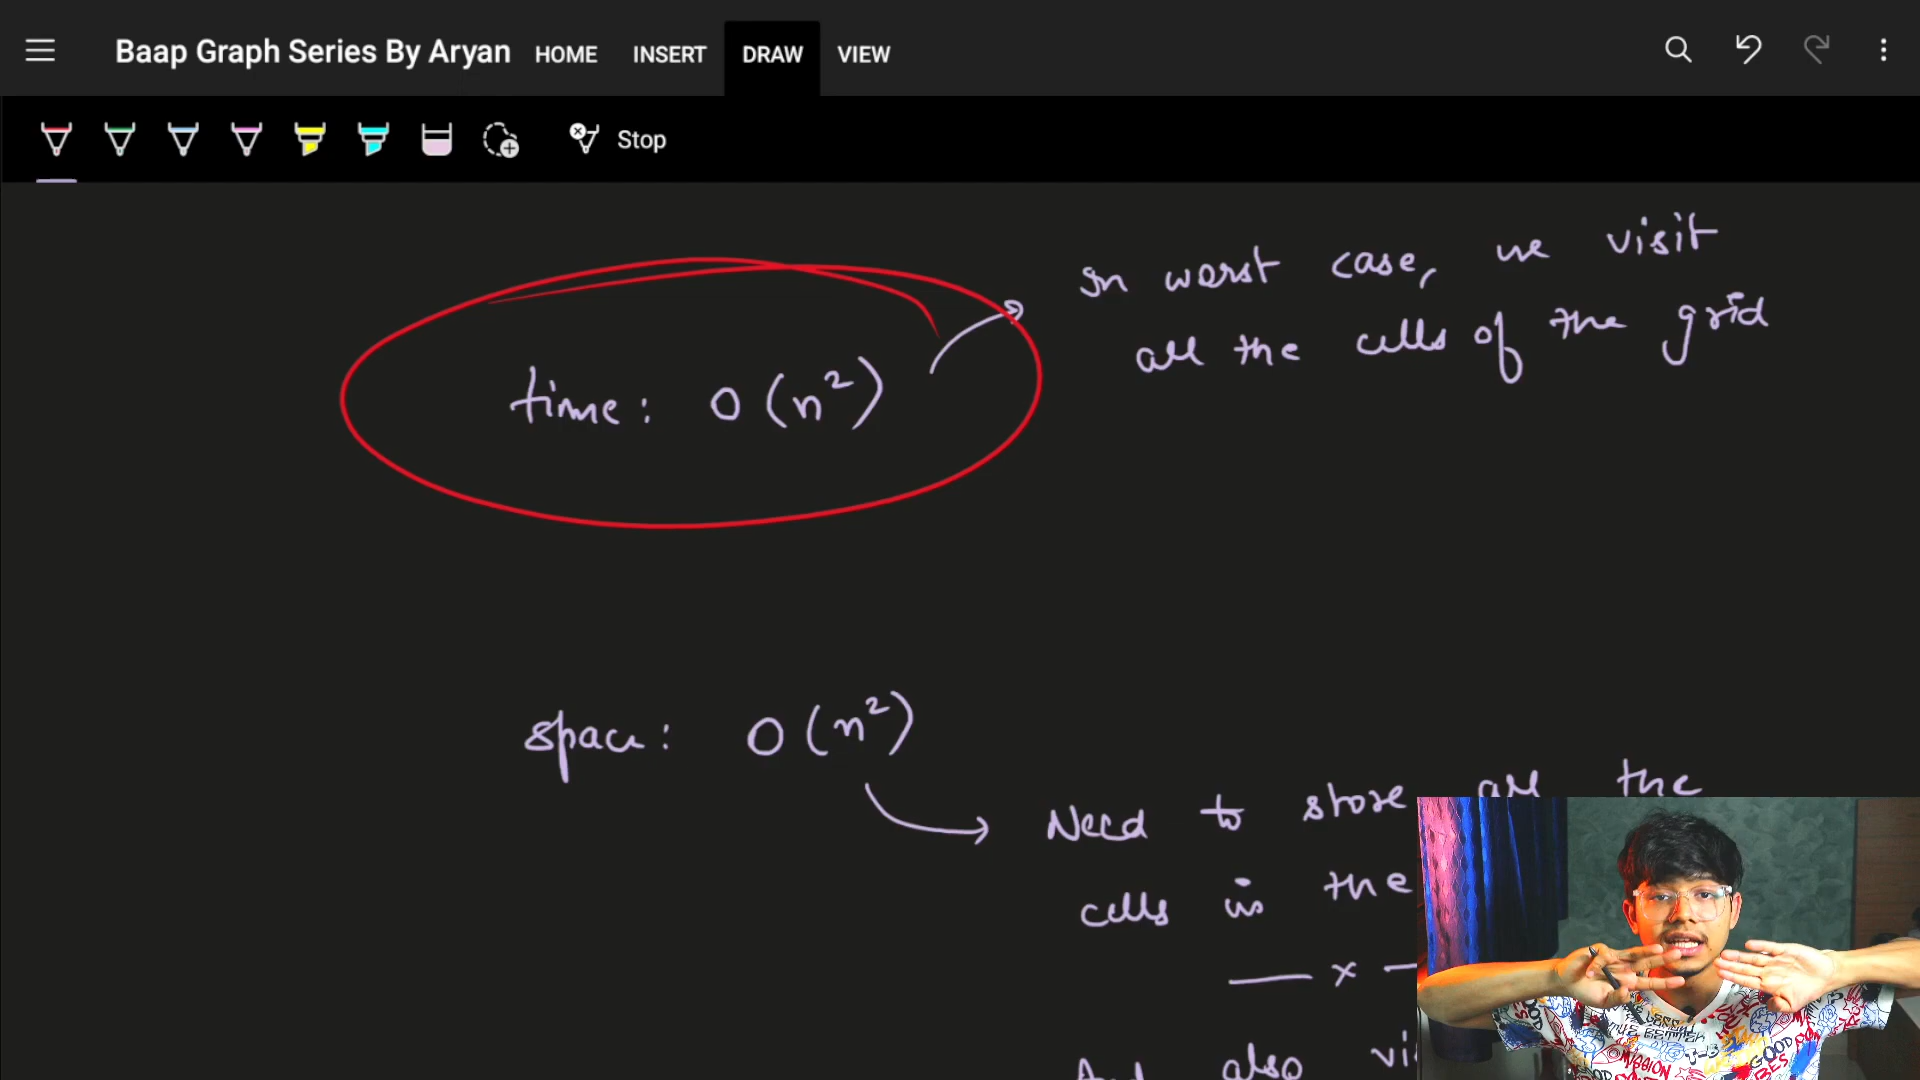 Baap Graph Series By Aryan HOME INSERT DRAW VIEW
Stop
In worst case, we visit
all the cells of the grid
time: O(n²)
space: O(n²)
Need to store all the
cells in the
— x —
And also